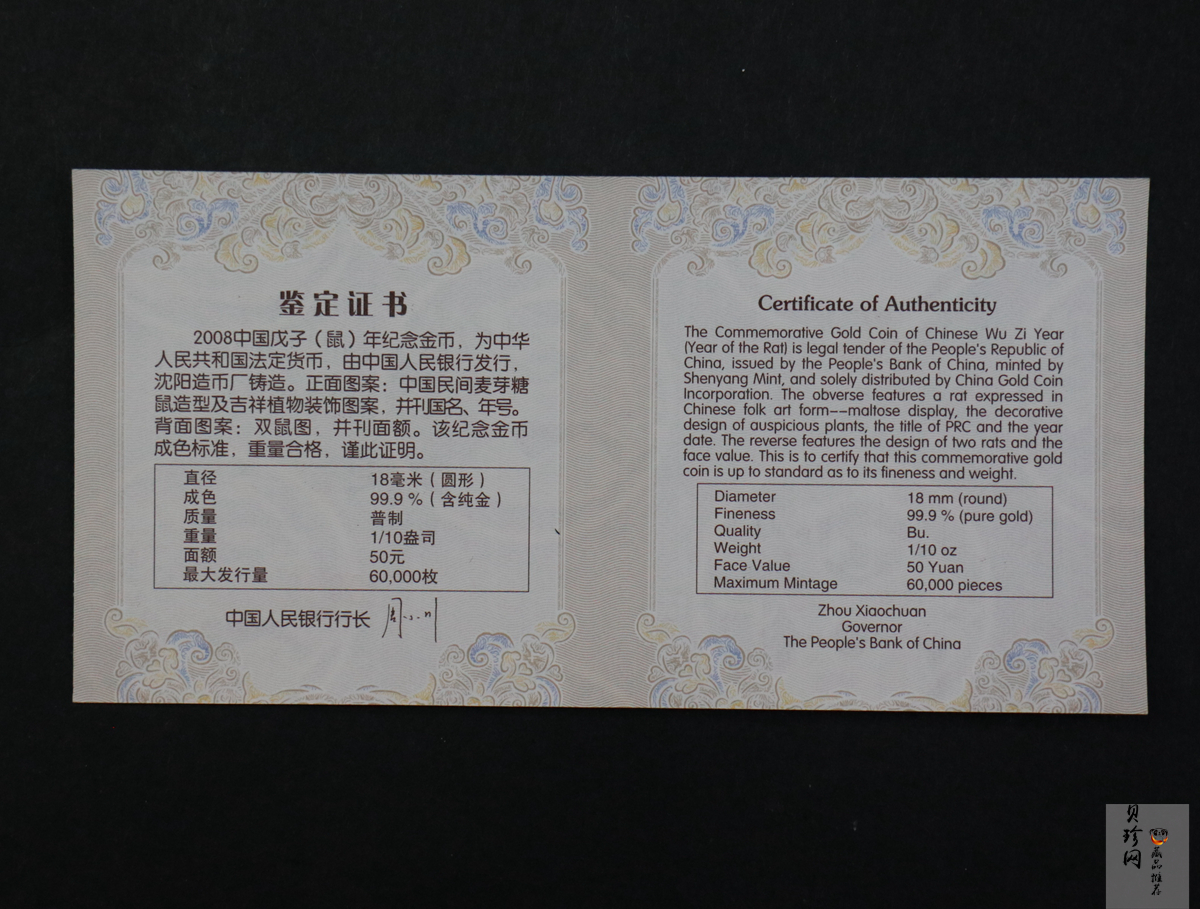 鉴定证书
2008中国戊子（鼠）年纪念金币，为中华
人民共和国法定货币，由中国人民银行发行，
沈阳造币厂铸造。正面图案：中国民间麦芽糖
鼠造型及吉祥植物装饰图案，并刊国名、年号。
背面图案：双鼠图，并刊面额。该纪念金币
成色标准，重量合格，谨此证明。
直径 18毫米（圆形）
成色 99.9 %（含纯金）
质量 普制
重量 1/10盎司
面额 50元
最大发行量 60,000枚
中国人民银行行长
Certificate of Authenticity
The Commemorative Gold Coin of Chinese Wu Zi Year
(Year of the Rat) is legal tender of the People's Republic of
China, issued by the People's Bank of China, minted by
Shenyang Mint, and solely distributed by China Gold Coin
Incorporation. The obverse features a rat expressed in
Chinese folk art form--maltose display, the decorative
design of auspicious plants, the title of PRC and the year
date. The reverse features the design of two rats and the
face value. This is to certify that this commemorative gold
coin is up to standard as to its fineness and weight.
Diameter 18 mm (round)
Fineness 99.9 % (pure gold)
Quality Bu.
Weight 1/10 oz
Face Value 50 Yuan
Maximum Mintage 60,000 pieces
Zhou Xiaochuan
Governor
The People's Bank of China
贝珍网
藏品推荐